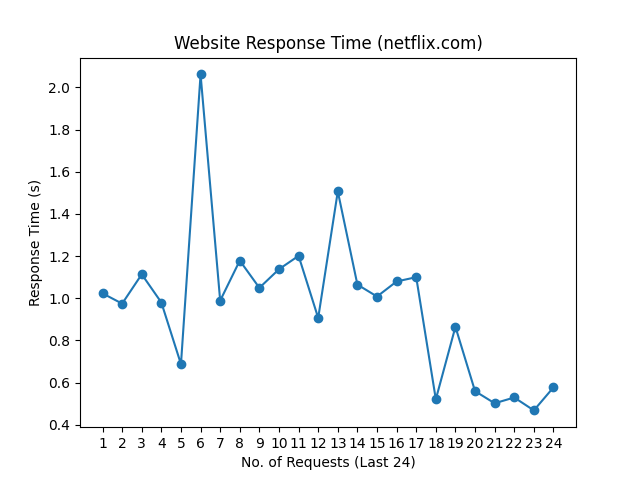 Website Response Time (netflix.com)
2.0
1.8
1.6
1.4
1.2
1.0
0.8
0.6
0.4
Response Time (s)
1 2 3 4 5 6 7 8 9 10 11 12 13 14 15 16 17 18 19 20 21 22 23 24
No. of Requests (Last 24)